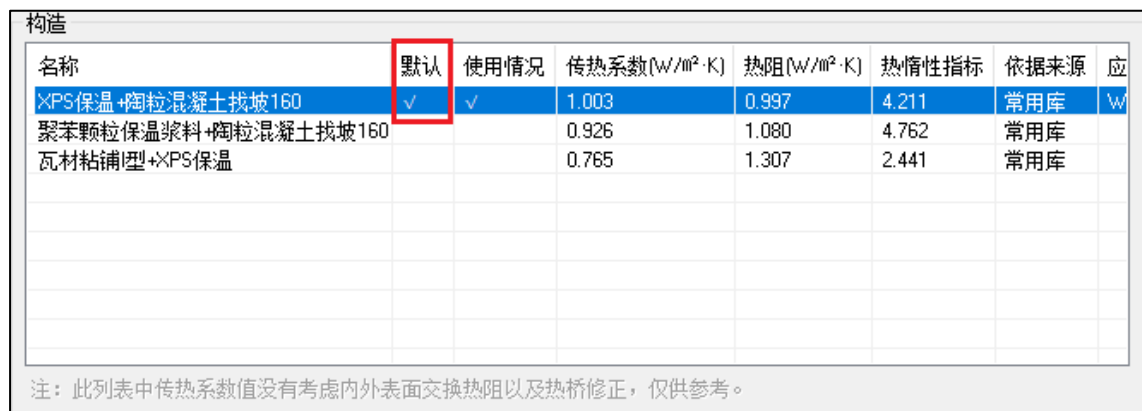 构造
名称 默认 使用情况 传热系数(W/㎡·K) 热阻(W/㎡·K) 热惰性指标 依据来源 应
XPS保温+陶粒混凝土找坡160 √ √ 1.003 0.997 4.211 常用库 W
聚苯颗粒保温浆料+陶粒混凝土找坡160 0.926 1.080 4.762 常用库
瓦材粘铺I型+XPS保温 0.765 1.307 2.441 常用库
注：此列表中传热系数值没有考虑内外表面交换热阻以及热桥修正，仅供参考。